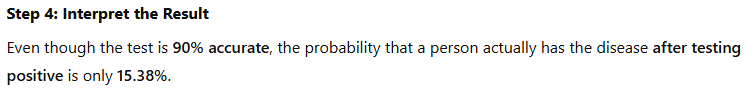 Step 4: Interpret the Result
Even though the test is 90% accurate, the probability that a person actually has the disease after testing
positive is only 15.38%.